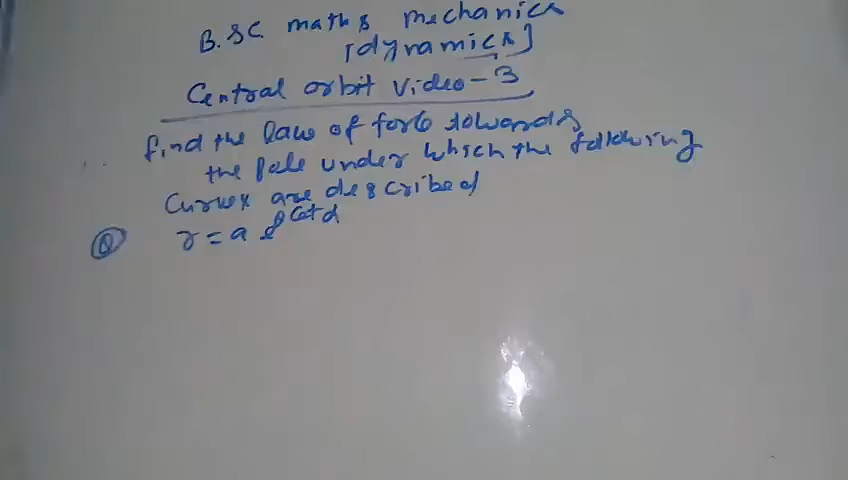 B.SC. maths mechanics
[dynamics]
Central orbit video-3
find the law of force towards
the pole under which the following
Curves are described
Q r = a e^θcotα